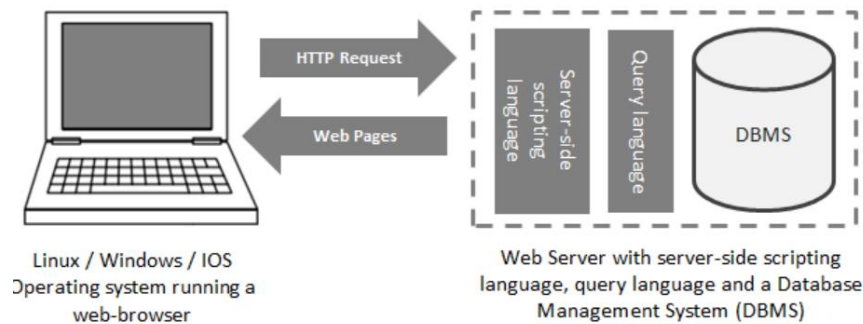 HTTP Request
Web Pages
Server-side
scripting
language
Query language
DBMS
Linux / Windows / IOS
Operating system running a
web-browser
Web Server with server-side scripting
language, query language and a Database
Management System (DBMS)